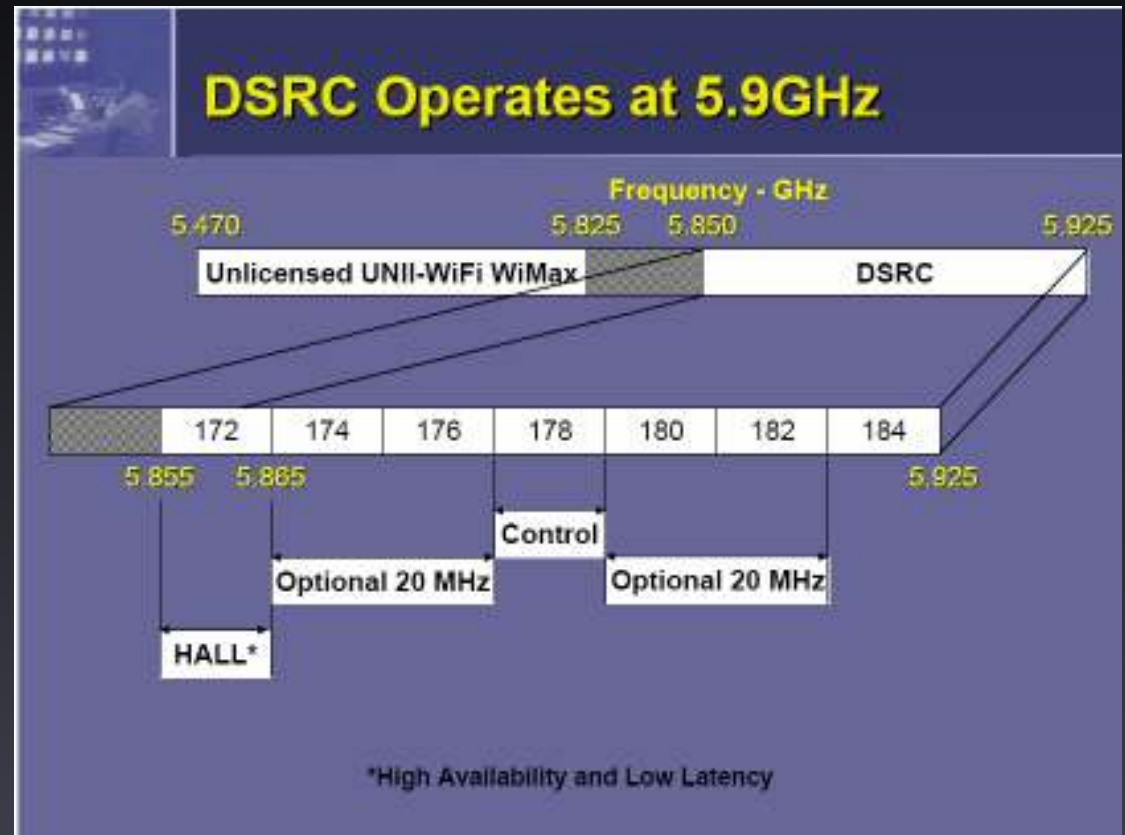 DSRC Operates at 5.9GHz
Frequency - GHz
5.470 5.825 5.850 5.925
Unlicensed UNII-WiFi WiMax DSRC
172 174 176 178 180 182 184
5.855 5.865 5.925
Control
Optional 20 MHz Optional 20 MHz
HALL*
*High Availability and Low Latency